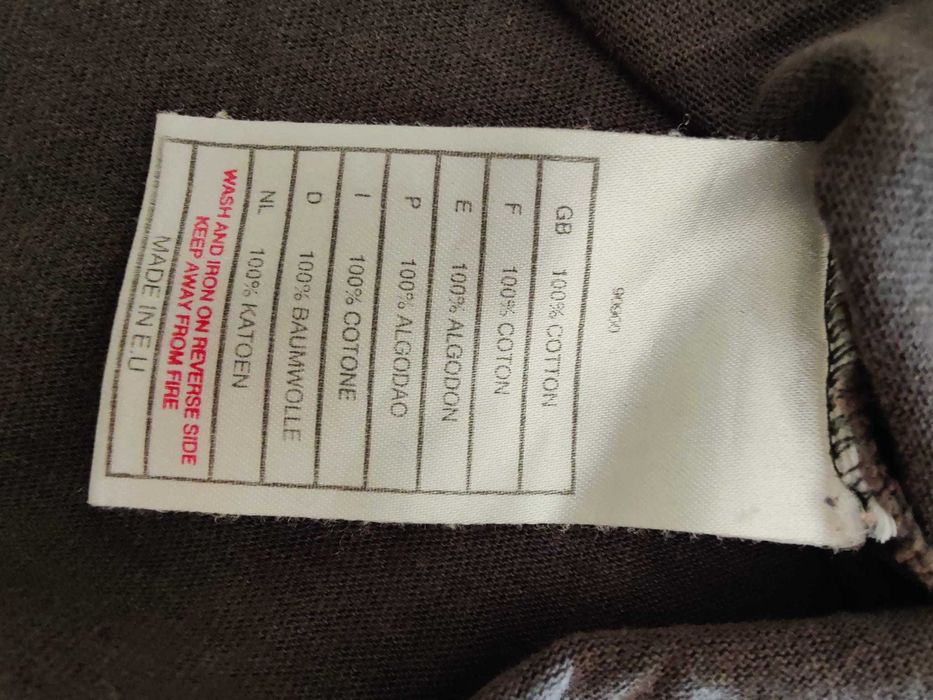 90900
GB 100% COTTON
F 100% COTON
E 100% ALGODON
P 100% ALGODAO
I 100% COTONE
D 100% BAUMWOLLE
NL 100% KATOEN
WASH AND IRON ON REVERSE SIDE
KEEP AWAY FROM FIRE
MADE IN E.U